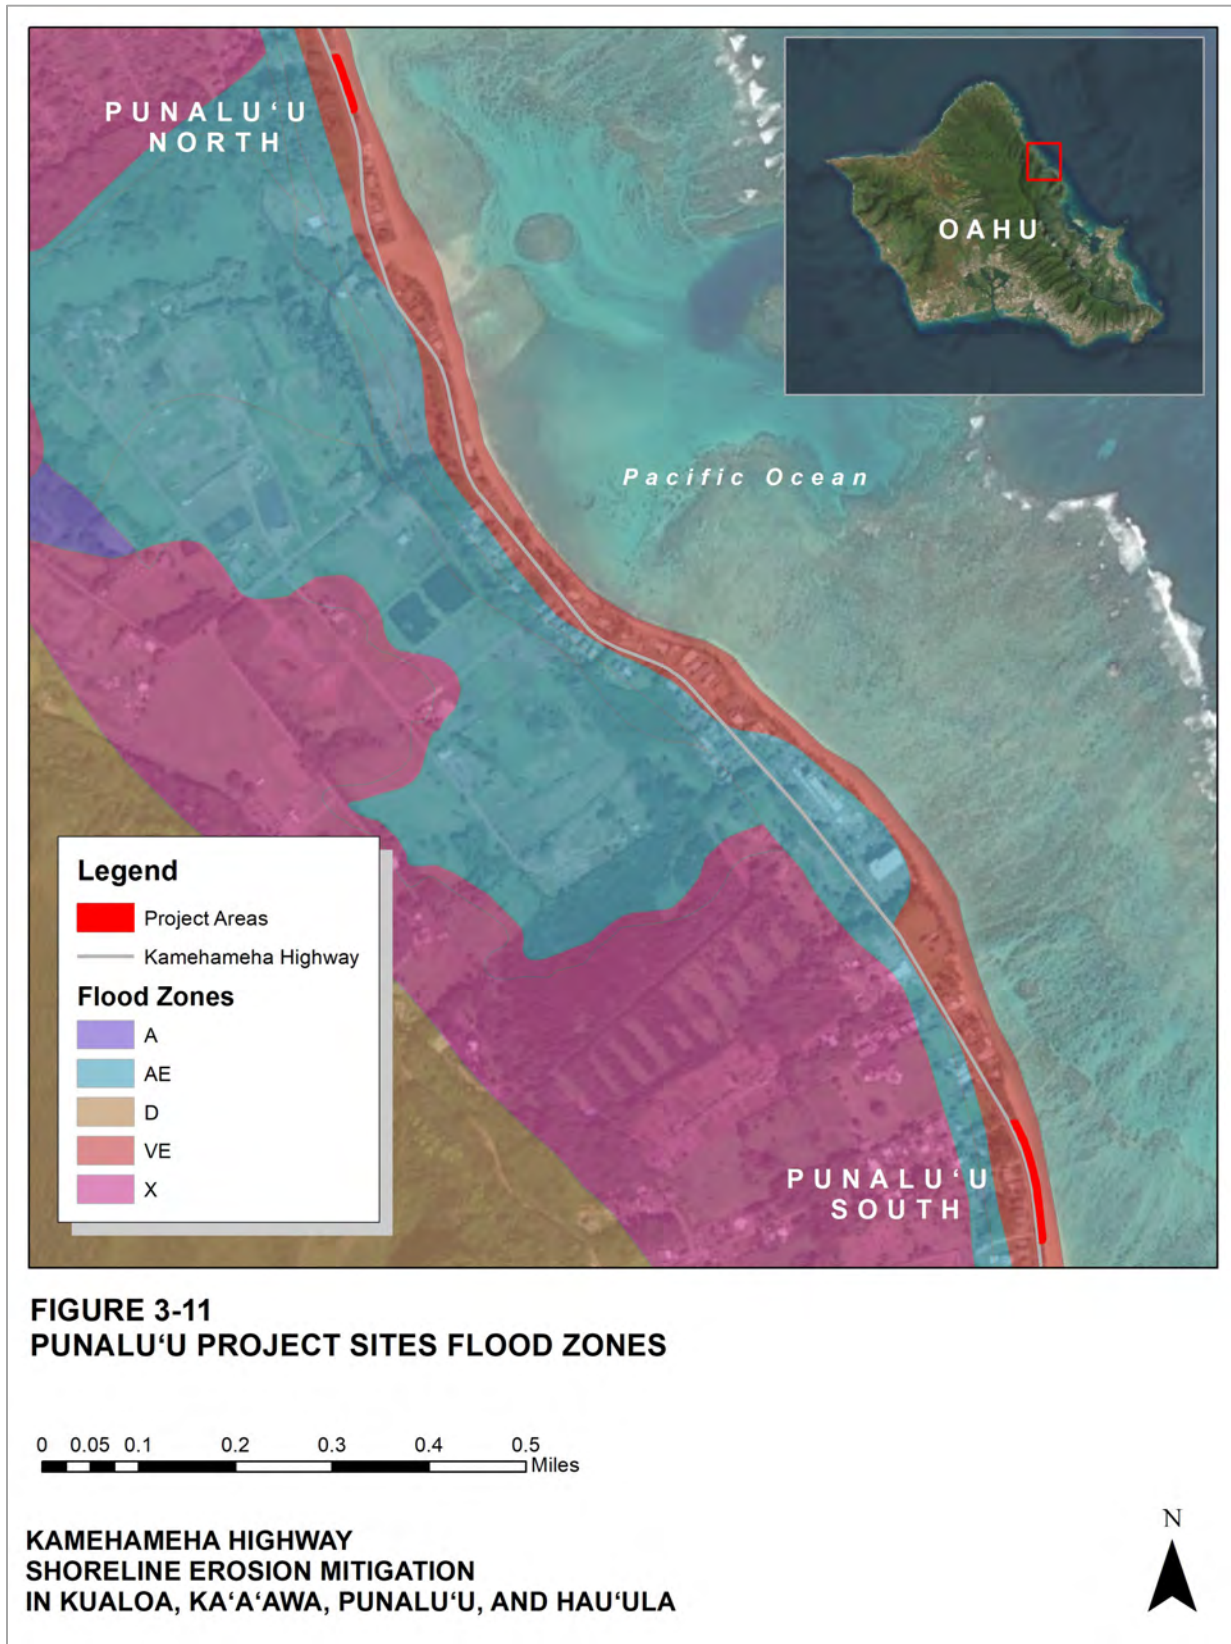 PUNALU‘U
NORTH
OAHU
Pacific Ocean
Legend
Project Areas
Kamehameha Highway
Flood Zones
A
AE
D
VE
X
PUNALU‘U
SOUTH
FIGURE 3-11
PUNALU‘U PROJECT SITES FLOOD ZONES
0 0.05 0.1 0.2 0.3 0.4 0.5
Miles
KAMEHAMEHA HIGHWAY
SHORELINE EROSION MITIGATION
IN KUALOA, KA‘A‘AWA, PUNALU‘U, AND HAU‘ULA
N